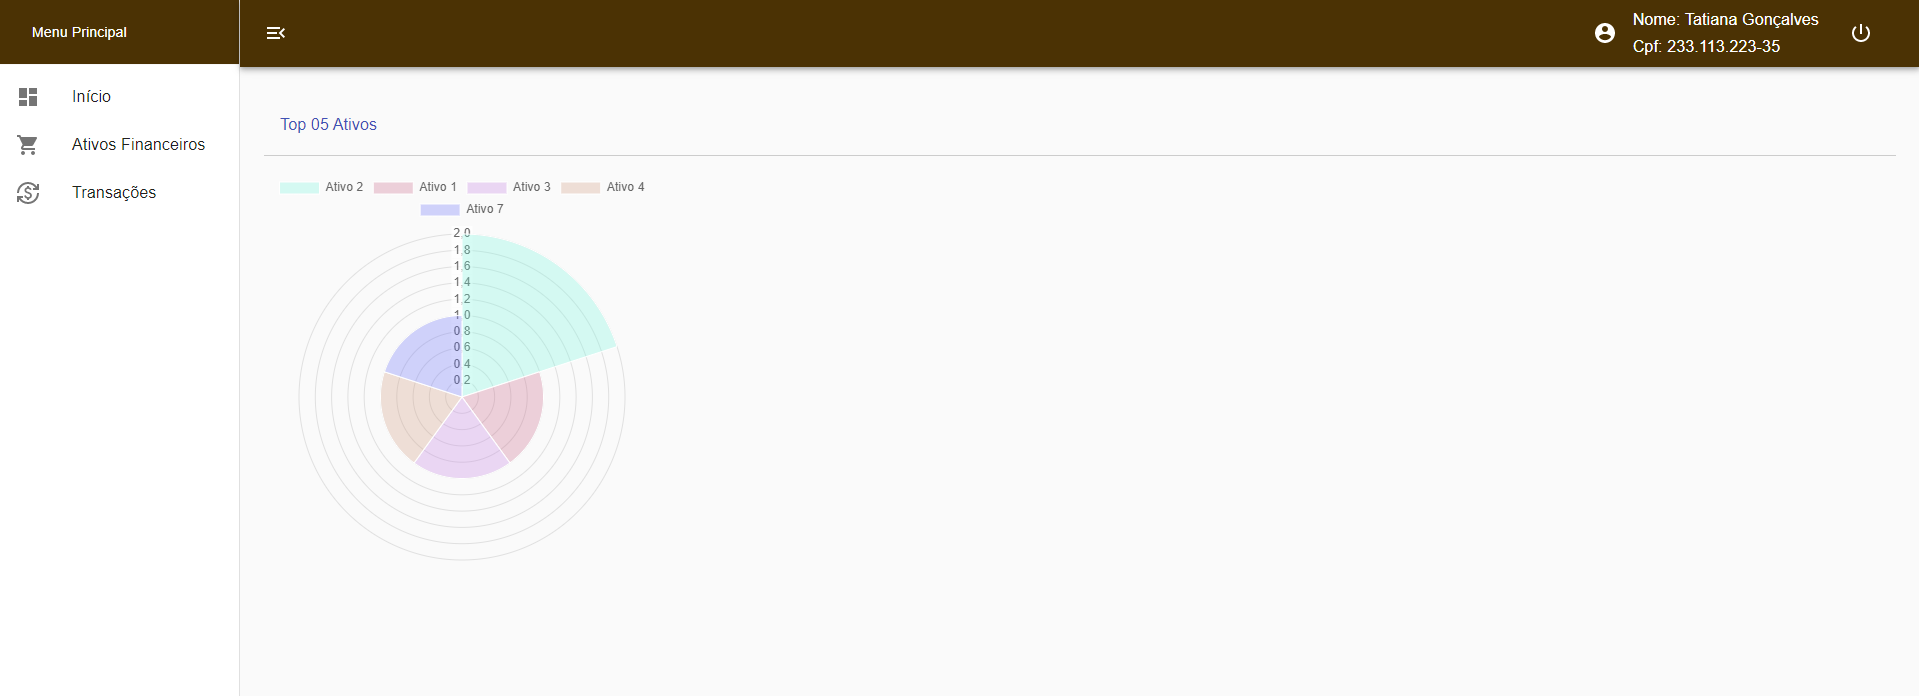 Menu Principal
Nome: Tatiana Gonçalves
Cpf: 233.113.223-35
Início
Ativos Financeiros
Transações
Top 05 Ativos
Ativo 2 Ativo 1 Ativo 3 Ativo 4
Ativo 7
2,0
1,8
1,6
1,4
1,2
1,0
0,8
0,6
0,4
0,2